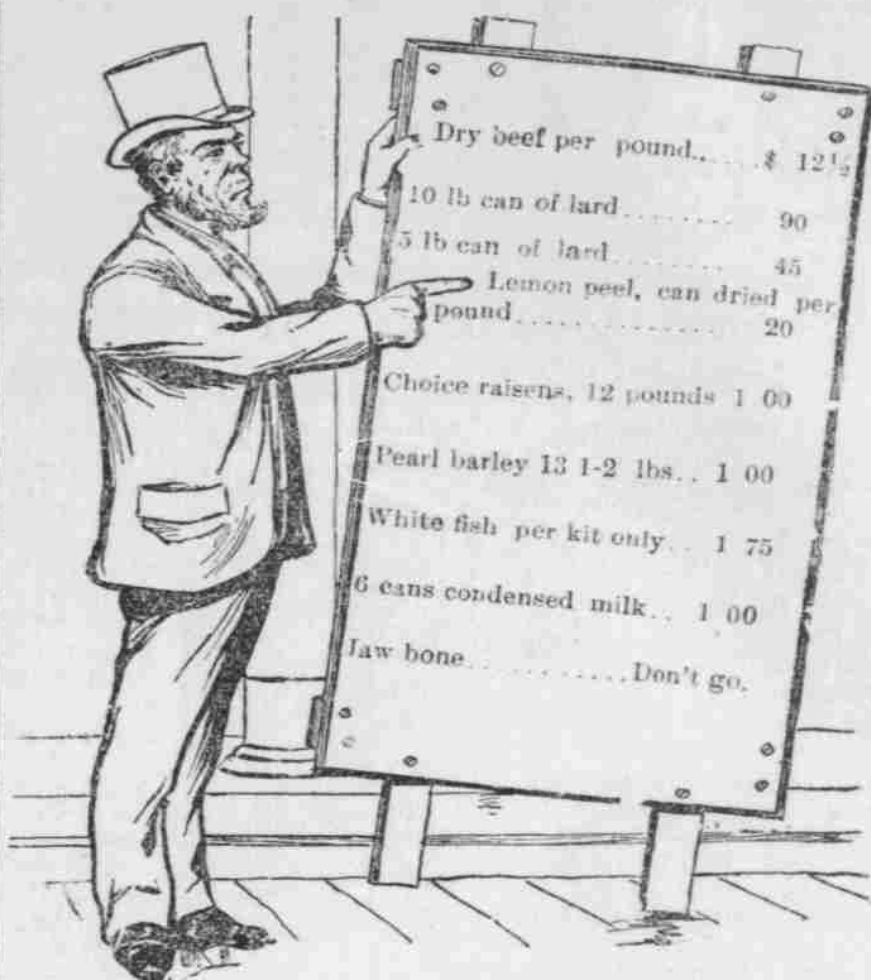 Dry beef per pound.......$ 12½
10 lb can of lard........ 90
5 lb can of lard......... 45
Lemon peel, can dried per
pound............... 20
Choice raisens, 12 pounds 1 00
Pearl barley 13 1-2 lbs.. 1 00
White fish per kit only.. 1 75
6 cans condensed milk.. 1 00
Jaw bone............Don't go.